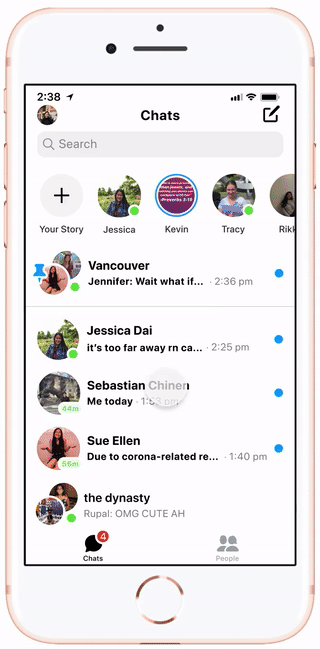 2:38
Chats
Search
Your Story
Jessica
Kevin
Tracy
Rikk
Proverbs 3:15
Vancouver
Jennifer: Wait what if... · 2:36 pm
Jessica Dai
it's too far away rn ca... · 2:25 pm
Sebastian Chinen
44m
Me today · 1:53 pm
Sue Ellen
56m
Due to corona-related re... · 1:40 pm
the dynasty
Rupal: OMG CUTE AH
4
Chats
People